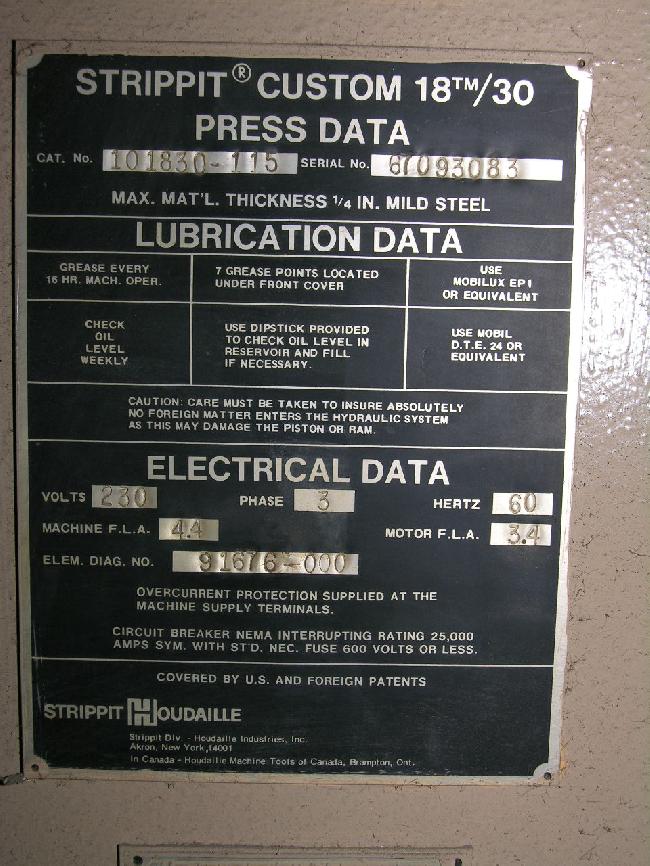 STRIPPIT® CUSTOM 18™/30
PRESS DATA
CAT. No. 101830-115 SERIAL No. 67093083
MAX. MAT'L. THICKNESS 1/4 IN. MILD STEEL
LUBRICATION DATA
GREASE EVERY
16 HR. MACH. OPER.
7 GREASE POINTS LOCATED
UNDER FRONT COVER
USE
MOBILUX EP1
OR EQUIVALENT
CHECK
OIL
LEVEL
WEEKLY
USE DIPSTICK PROVIDED
TO CHECK OIL LEVEL IN
RESERVOIR AND FILL
IF NECESSARY.
USE MOBIL
D.T.E. 24 OR
EQUIVALENT
CAUTION: CARE MUST BE TAKEN TO INSURE ABSOLUTELY
NO FOREIGN MATTER ENTERS THE HYDRAULIC SYSTEM
AS THIS MAY DAMAGE THE PISTON OR RAM.
ELECTRICAL DATA
VOLTS 230 PHASE 3 HERTZ 60
MACHINE F.L.A. 4.4 MOTOR F.L.A. 3.4
ELEM. DIAG. NO. 91676-000
OVERCURRENT PROTECTION SUPPLIED AT THE
MACHINE SUPPLY TERMINALS.
CIRCUIT BREAKER NEMA INTERRUPTING RATING 25,000
AMPS SYM. WITH ST'D. NEC. FUSE 600 VOLTS OR LESS.
COVERED BY U.S. AND FOREIGN PATENTS
STRIPPIT HOUDAILLE
Strippit Div. - Houdaille Industries, Inc.
Akron, New York, 14001
In Canada - Houdaille Machine Tools of Canada, Brampton, Ont.